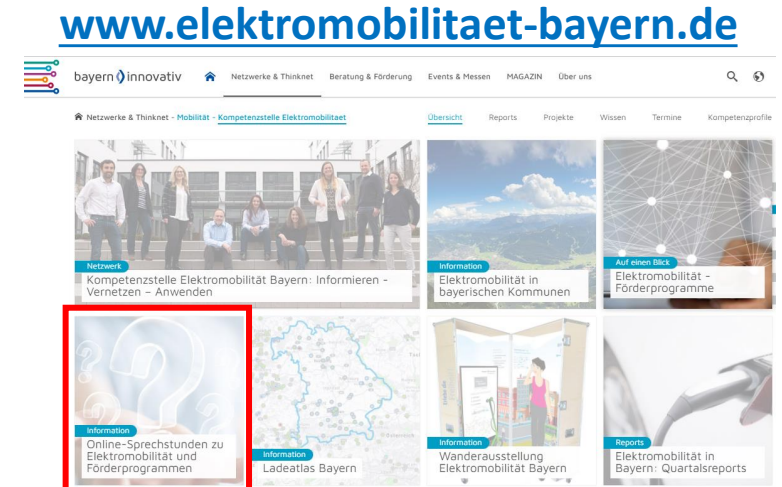 www.elektromobilitaet-bayern.de
bayern innovativ
Netzwerke & Thinknet
Beratung & Förderung
Events & Messen
MAGAZIN
Über uns
Netzwerke & Thinknet - Mobilität - Kompetenzstelle Elektromobilitaet
Übersicht
Reports
Projekte
Wissen
Termine
Kompetenzprofile
Netzwerk
Kompetenzstelle Elektromobilität Bayern: Informieren -
Vernetzen – Anwenden
Information
Elektromobilität in
bayerischen Kommunen
Auf einen Blick
Elektromobilität -
Förderprogramme
Information
Online-Sprechstunden zu
Elektromobilität und
Förderprogrammen
Information
Ladeatlas Bayern
Information
Wanderausstellung
Elektromobilität Bayern
Reports
Elektromobilität in
Bayern: Quartalsreports